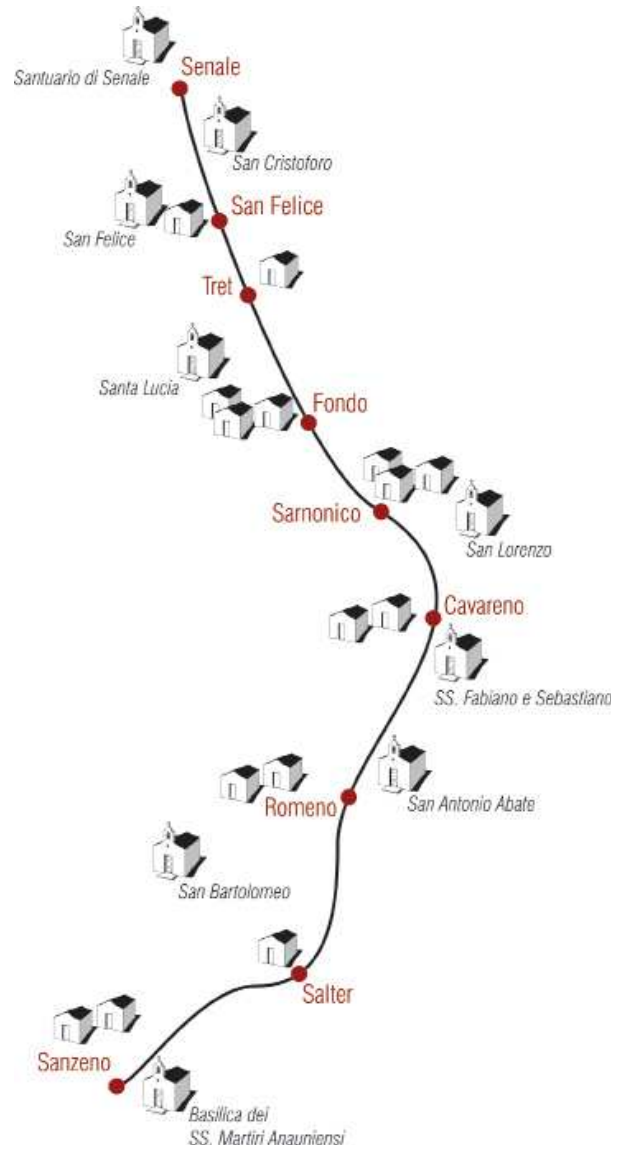 Santuario di Senale
Senale
San Cristoforo
San Felice
San Felice
Tret
Santa Lucia
Fondo
Sarnonico
San Lorenzo
Cavareno
SS. Fabiano e Sebastiano
Romeno
San Antonio Abate
San Bartolomeo
Salter
Sanzeno
Basilica dei
SS. Martiri Anauniensi